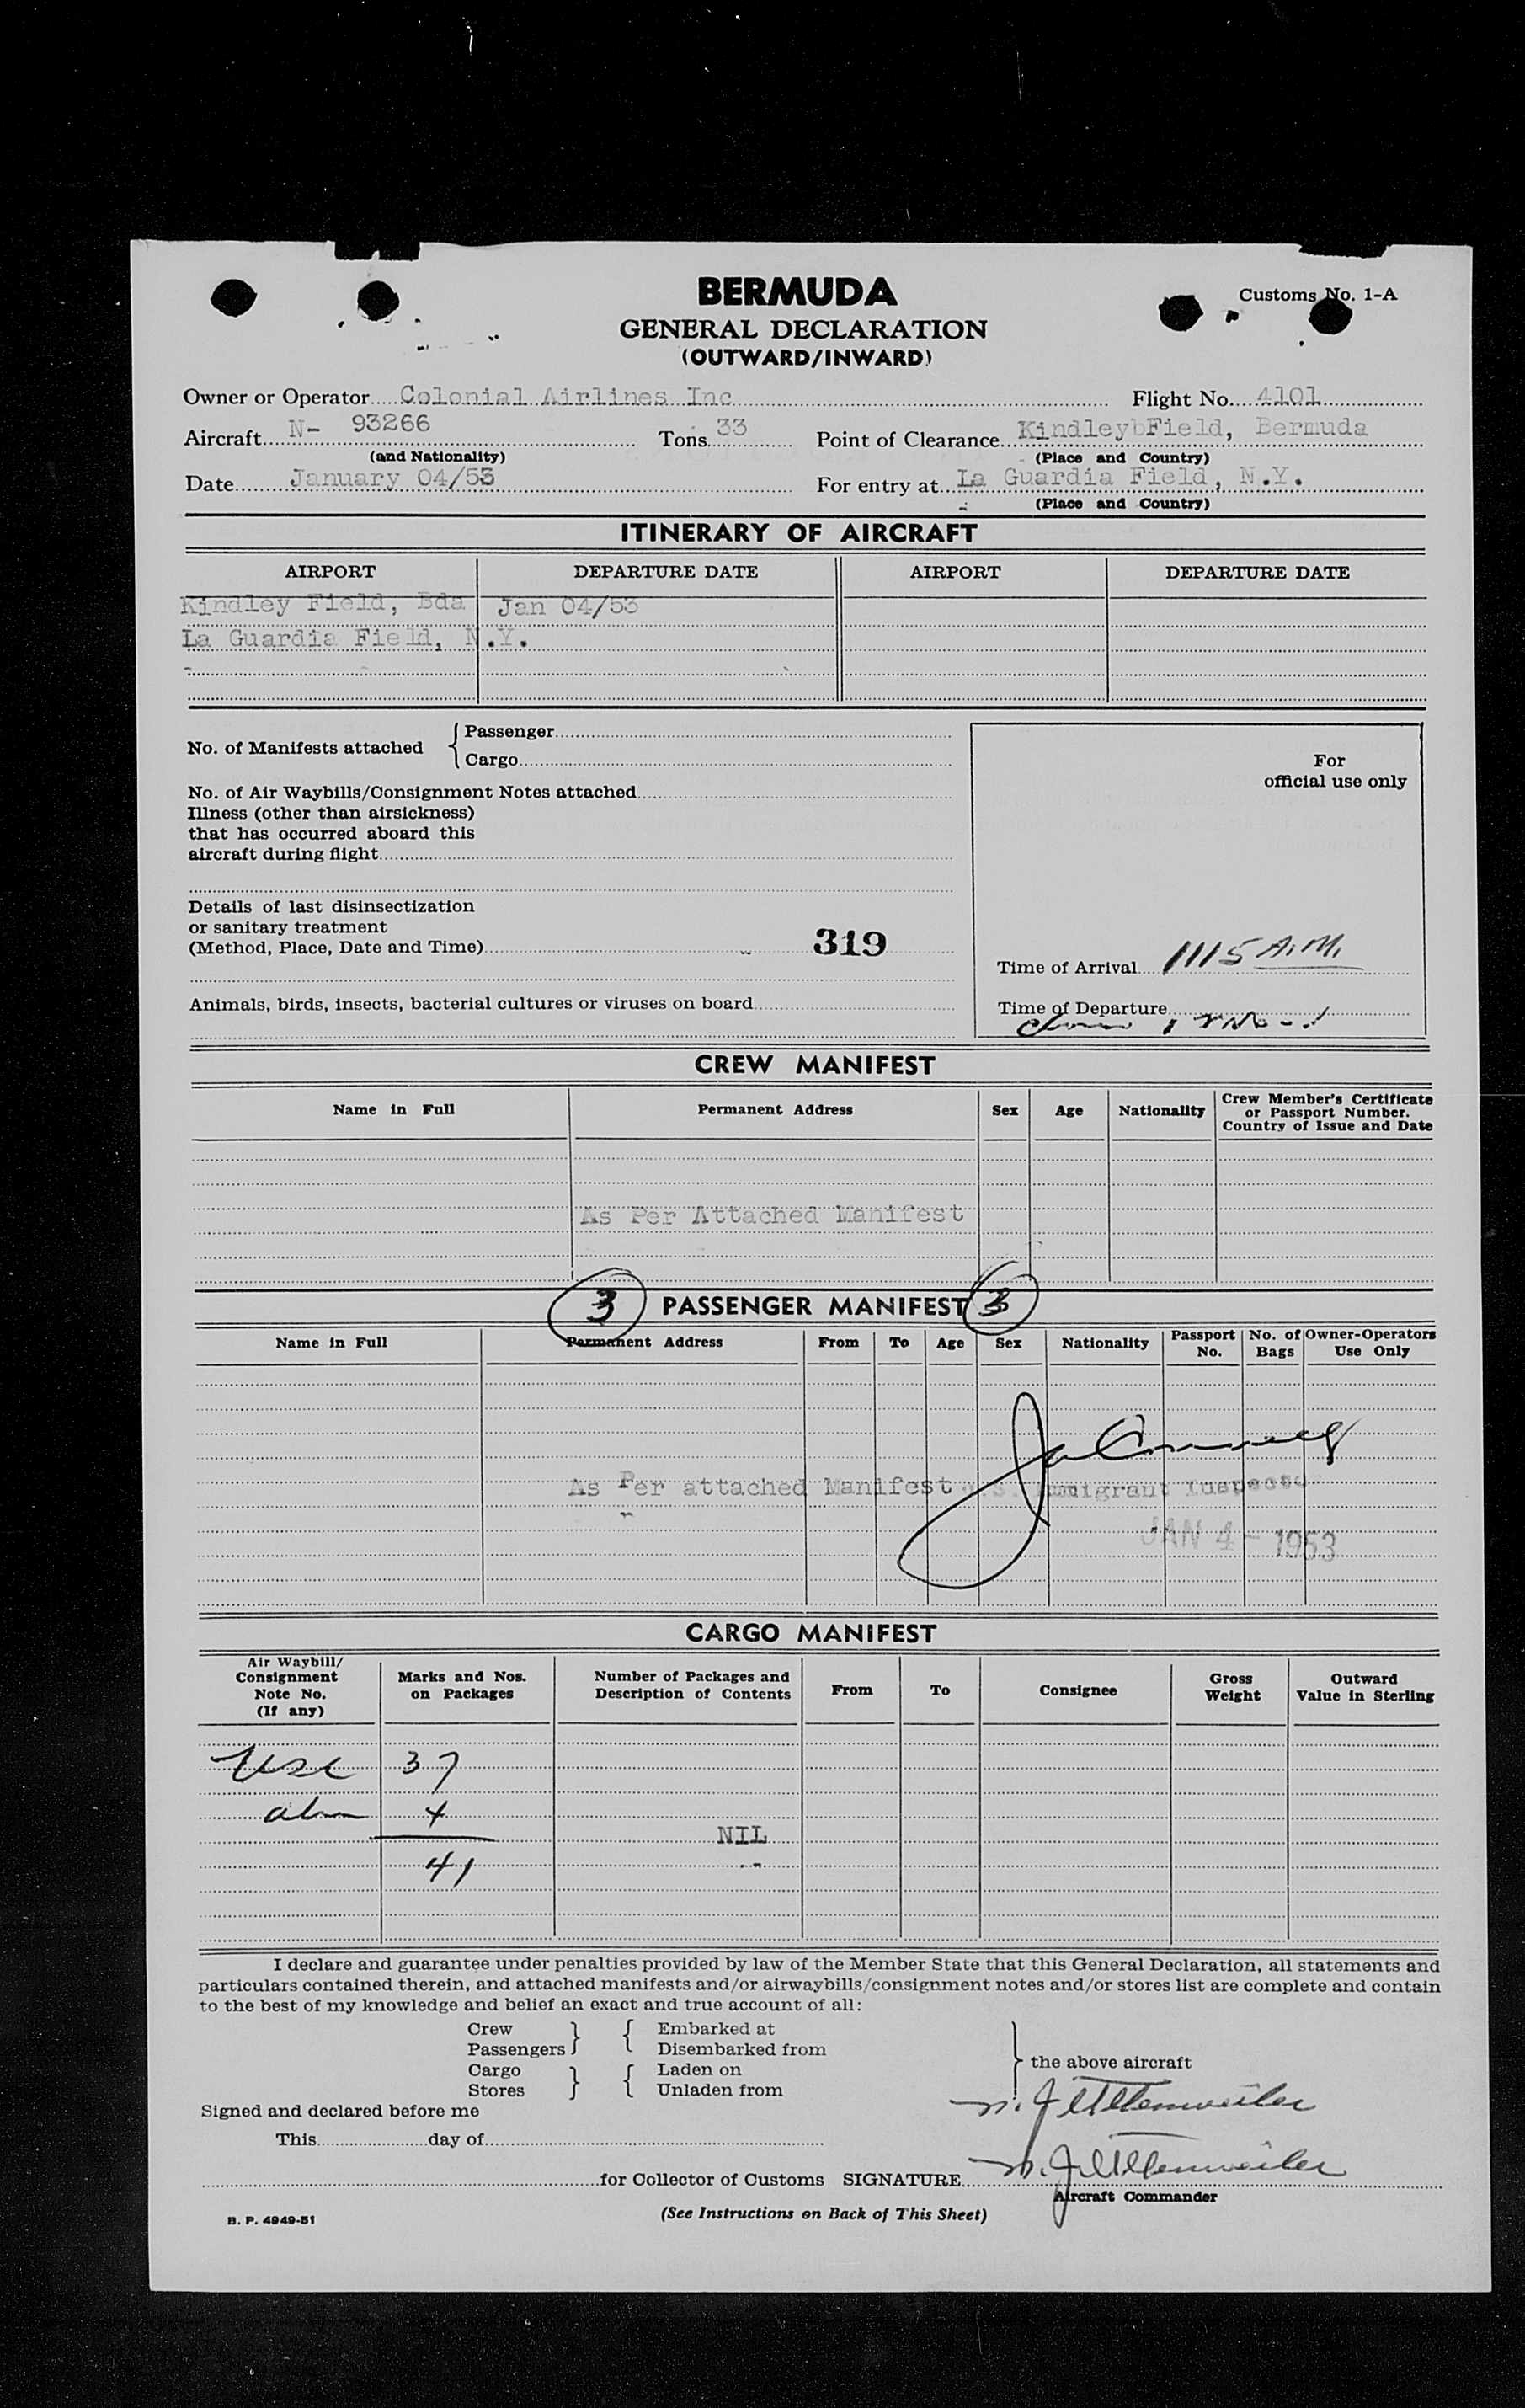 BERMUDA
Customs No. 1-A
GENERAL DECLARATION
(OUTWARD/INWARD)
Owner or Operator Colonial Airlines Inc Flight No. 4101
Aircraft N- 93266 Tons 33 Point of Clearance Kindley Field, Bermuda
(and Nationality) (Place and Country)
Date January 04/53 For entry at La Guardia Field, N.Y.
(Place and Country)
ITINERARY OF AIRCRAFT
AIRPORT DEPARTURE DATE AIRPORT DEPARTURE DATE
Kindley Field, Bda Jan 04/53
La Guardia Field, N.Y.
No. of Manifests attached { Passenger
Cargo
For
official use only
No. of Air Waybills/Consignment Notes attached
Illness (other than airsickness)
that has occurred aboard this
aircraft during flight
Details of last disinsectization
or sanitary treatment
(Method, Place, Date and Time) 319
Time of Arrival 1115 A.M.
Animals, birds, insects, bacterial cultures or viruses on board
Time of Departure
CREW MANIFEST
Name in Full Permanent Address Sex Age Nationality Crew Member's Certificate
or Passport Number.
Country of Issue and Date
As Per Attached Manifest
3 PASSENGER MANIFEST 3
Name in Full Permanent Address From To Age Sex Nationality Passport No. No. of Bags Owner-Operators Use Only
As Per attached Manifest Immigrant Inspector
JAN 4 - 1953
CARGO MANIFEST
Air Waybill/
Consignment
Note No.
(If any)
Marks and Nos.
on Packages
Number of Packages and
Description of Contents
From To Consignee Gross
Weight
Outward
Value in Sterling
USC 37
4
NIL
41
I declare and guarantee under penalties provided by law of the Member State that this General Declaration, all statements and
particulars contained therein, and attached manifests and/or airwaybills/consignment notes and/or stores list are complete and contain
to the best of my knowledge and belief an exact and true account of all:
Crew } { Embarked at
Passengers Disembarked from
Cargo } { Laden on
Stores Unladen from
} the above aircraft
Signed and declared before me
This day of
for Collector of Customs SIGNATURE
Aircraft Commander
B. P. 4949-51
(See Instructions on Back of This Sheet)